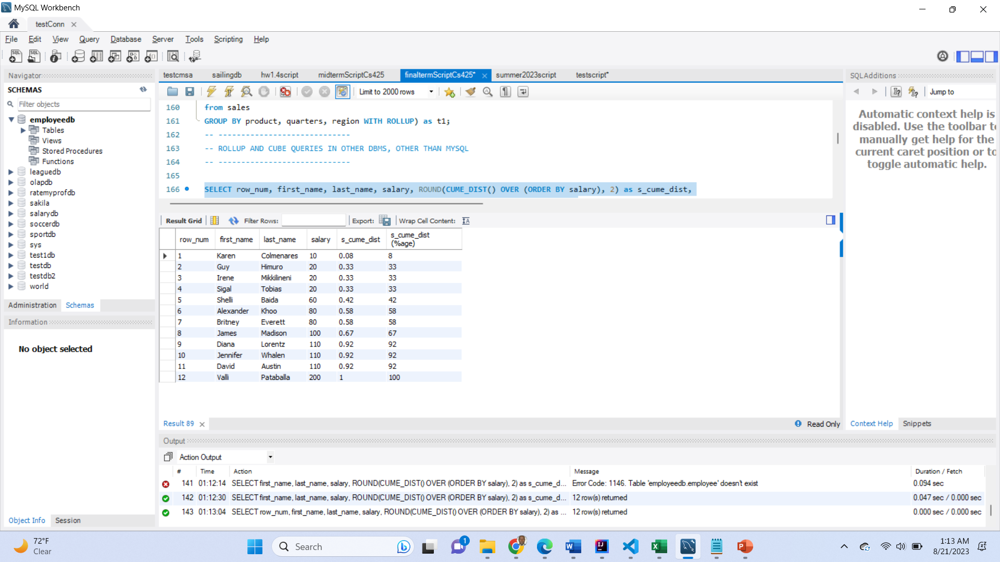 MySQL Workbench
testConn
File Edit View Query Database Server Tools Scripting Help
Navigator
SCHEMAS
Filter objects
employeedb
Tables
Views
Stored Procedures
Functions
leaguedb
olapdb
ratemyprofdb
sakila
salarydb
soccerdb
sportdb
sys
test1db
testdb
testdb2
world
Administration Schemas
Information
No object selected
Object Info Session
testcmsa sailingdb hw1.4script midtermScriptCs425 finaltermScriptCs425* summer2023script testscript*
Limit to 2000 rows
160 from sales
161 GROUP BY product, quarters, region WITH ROLLUP) as t1;
162 -- -----------------------------
163 -- ROLLUP AND CUBE QUERIES IN OTHER DBMS, OTHER THAN MYSQL
164 -- -----------------------------
165
166 SELECT row_num, first_name, last_name, salary, ROUND(CUME_DIST() OVER (ORDER BY salary), 2) as s_cume_dist,
Result Grid Filter Rows: Export: Wrap Cell Content:
row_num first_name last_name salary s_cume_dist s_cume_dist (%age)
1 Karen Colmenares 10 0.08 8
2 Guy Himuro 20 0.33 33
3 Irene Mikkilineni 20 0.33 33
4 Sigal Tobias 20 0.33 33
5 Shelli Baida 60 0.42 42
6 Alexander Khoo 80 0.58 58
7 Britney Everett 80 0.58 58
8 James Madison 100 0.67 67
9 Diana Lorentz 110 0.92 92
10 Jennifer Whalen 110 0.92 92
11 David Austin 110 0.92 92
12 Valli Pataballa 200 1 100
Result 89
Read Only
SQLAdditions
Jump to
Automatic context help is
disabled. Use the toolbar to
manually get help for the
current caret position or to
toggle automatic help.
Context Help Snippets
Output
Action Output
# Time Action Message Duration / Fetch
141 01:12:14 SELECT first_name, last_name, salary, ROUND(CUME_DIST() OVER (ORDER BY salary), 2) as s_cume_d... Error Code: 1146. Table 'employeedb.employee' doesn't exist 0.094 sec
142 01:12:30 SELECT first_name, last_name, salary, ROUND(CUME_DIST() OVER (ORDER BY salary), 2) as s_cume_d... 12 row(s) returned 0.047 sec / 0.000 sec
143 01:13:04 SELECT row_num, first_name, last_name, salary, ROUND(CUME_DIST() OVER (ORDER BY salary), 2) as ... 12 row(s) returned 0.000 sec / 0.000 sec
72°F
Clear
Search
1
1:13 AM
8/21/2023